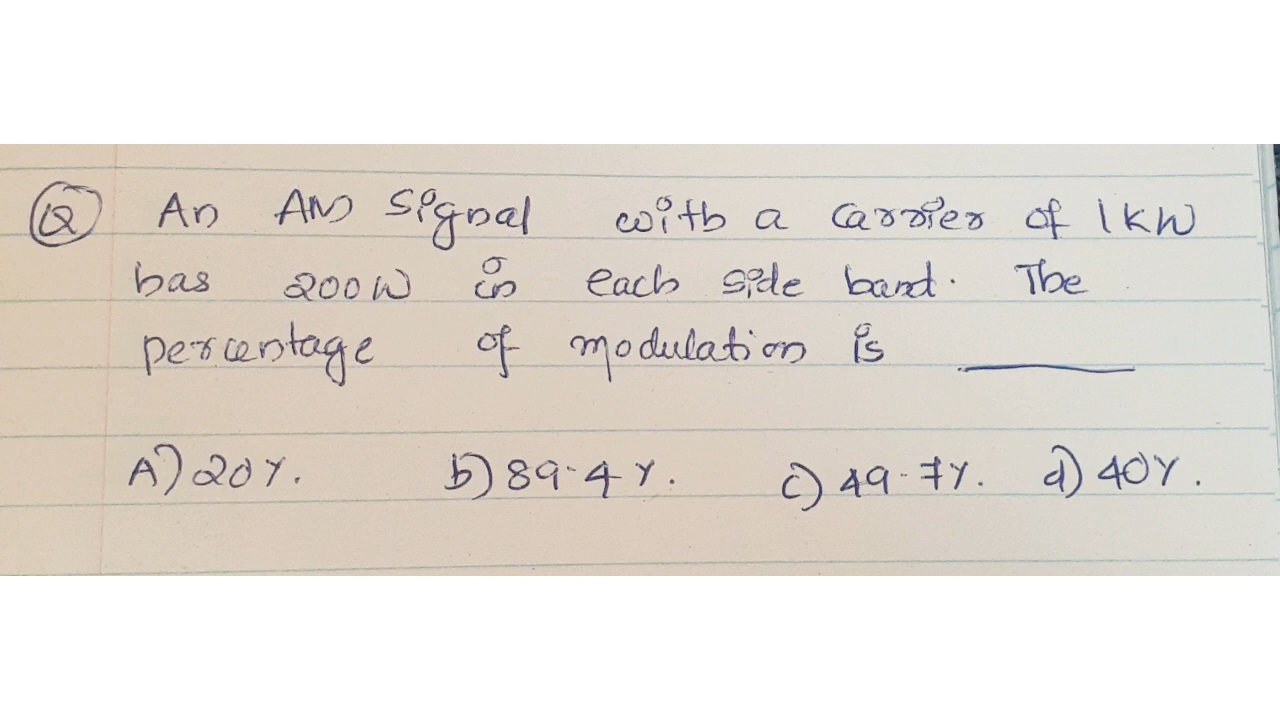 Q An AM Signal with a Carrier of 1KW
has 200W in each side band. The
percentage of modulation is ______
A) 20%. b) 89.4%. c) 49.7%. d) 40%.